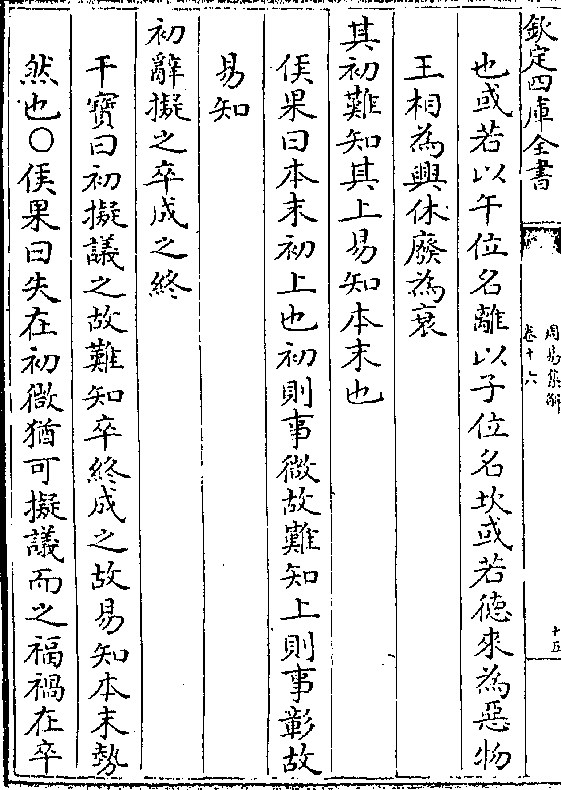 欽定四庫全書
周易集解
卷十六
十五
也或若以午位名離以子位名坎或若德來為惡物
王相為興休廢為衰
其初難知其上易知本末也
侯果曰本末初上也初則事微故難知上則事彰故
易知
初辭擬之卒成之終
干寶曰初擬議之故難知卒終成之故易知本末勢
然也○侯果曰失在初微猶可擬議而之福禍在卒